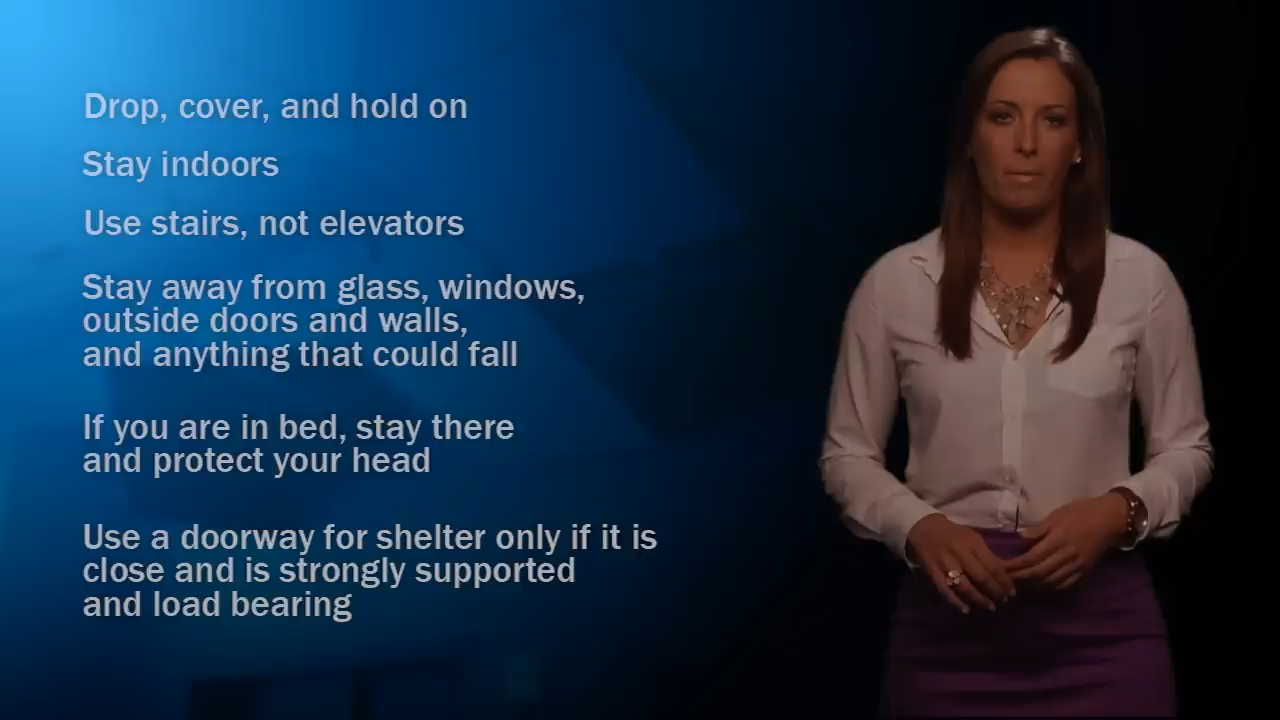 Drop, cover, and hold on
Stay indoors
Use stairs, not elevators
Stay away from glass, windows,
outside doors and walls,
and anything that could fall
If you are in bed, stay there
and protect your head
Use a doorway for shelter only if it is
close and is strongly supported
and load bearing